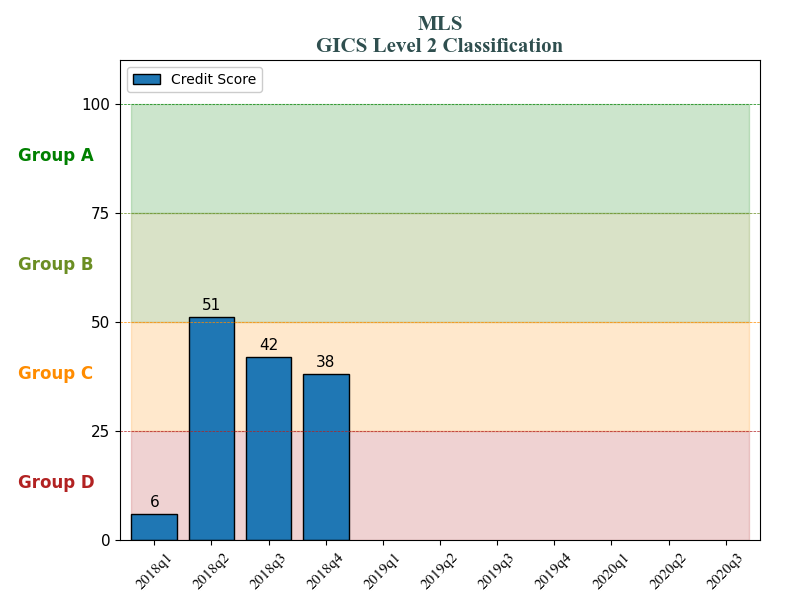 MLS
GICS Level 2 Classification
Credit Score
100
Group A
75
Group B
51
50
42
38
Group C
25
Group D
6
0
2018q1 2018q2 2018q3 2018q4 2019q1 2019q2 2019q3 2019q4 2020q1 2020q2 2020q3